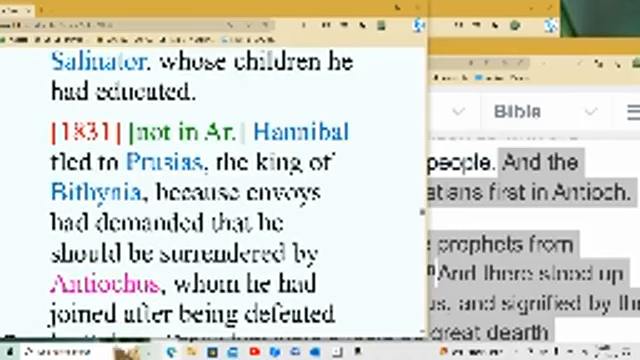 Salinator, whose children he
had educated.
[1831] [not in Ar.] Hannibal
fled to Prusias, the king of
Bithynia, because envoys
had demanded that he
should be surrendered by
Antiochus, whom he had
joined after being defeated
Bible
people. And the
tians first in Antioch.
prophets from
And there stood up
us, and signified by the
great dearth